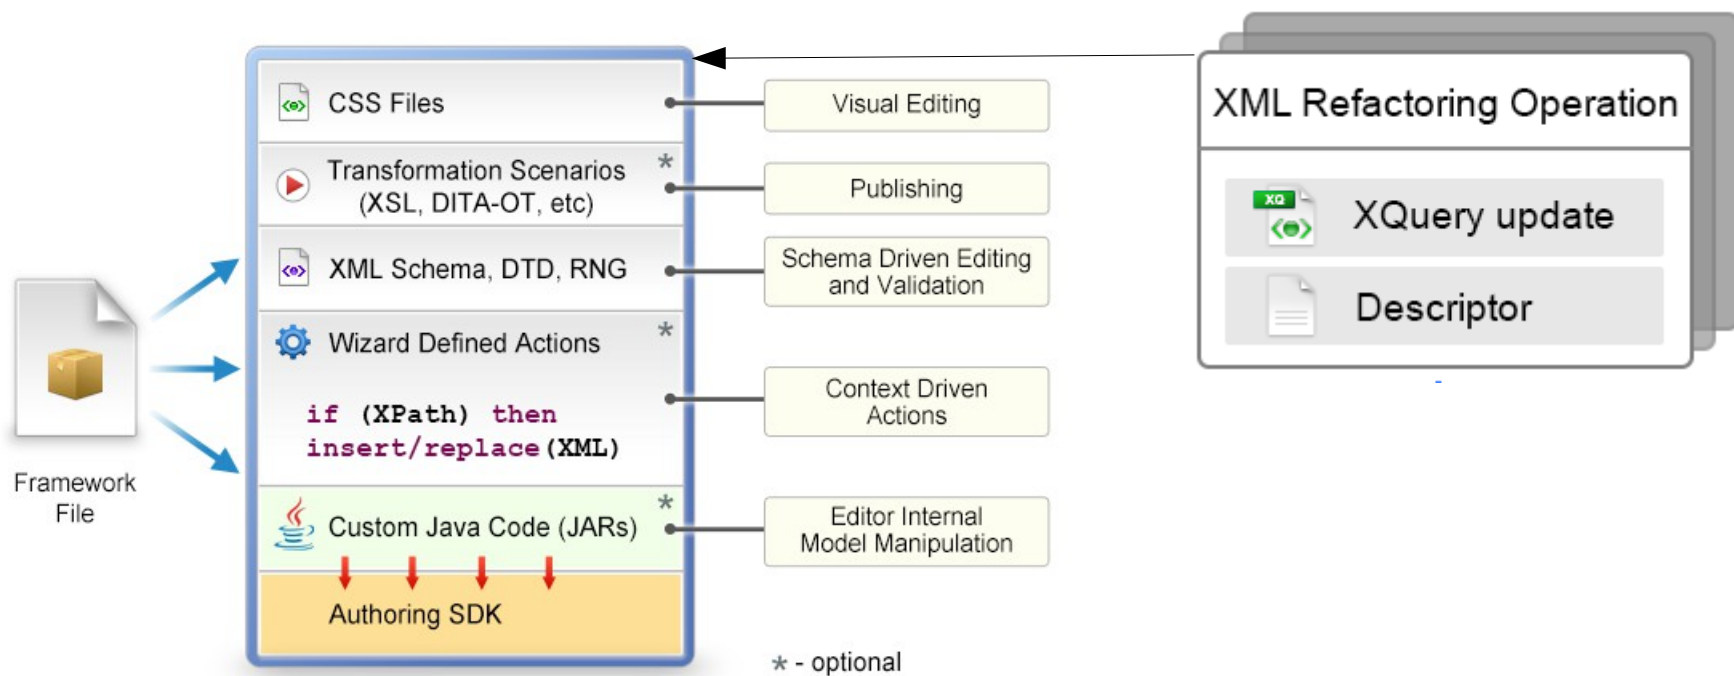 Framework
File
CSS Files
Transformation Scenarios *
(XSL, DITA-OT, etc)
XML Schema, DTD, RNG
Wizard Defined Actions *
if (XPath) then
insert/replace(XML)
Custom Java Code (JARs) *
Authoring SDK
Visual Editing
Publishing
Schema Driven Editing
and Validation
Context Driven
Actions
Editor Internal
Model Manipulation
* - optional
XML Refactoring Operation
XQ
XQuery update
Descriptor
-